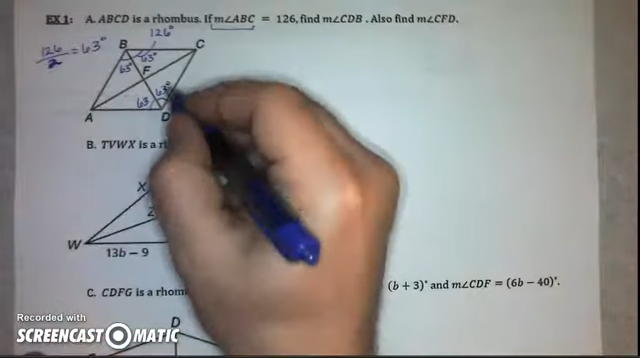 EX 1: A. ABCD is a rhombus. If m∠ABC = 126, find m∠CDB. Also find m∠CFD.
126°
126/2 = 63°
B C
63° 63°
F
63 63°
A D
B. TVWX is a
X
2
W
13b − 9
C. CDFG is a rhom (b + 3)° and m∠CDF = (6b − 40)°.
D
Recorded with
SCREENCAST O MATIC